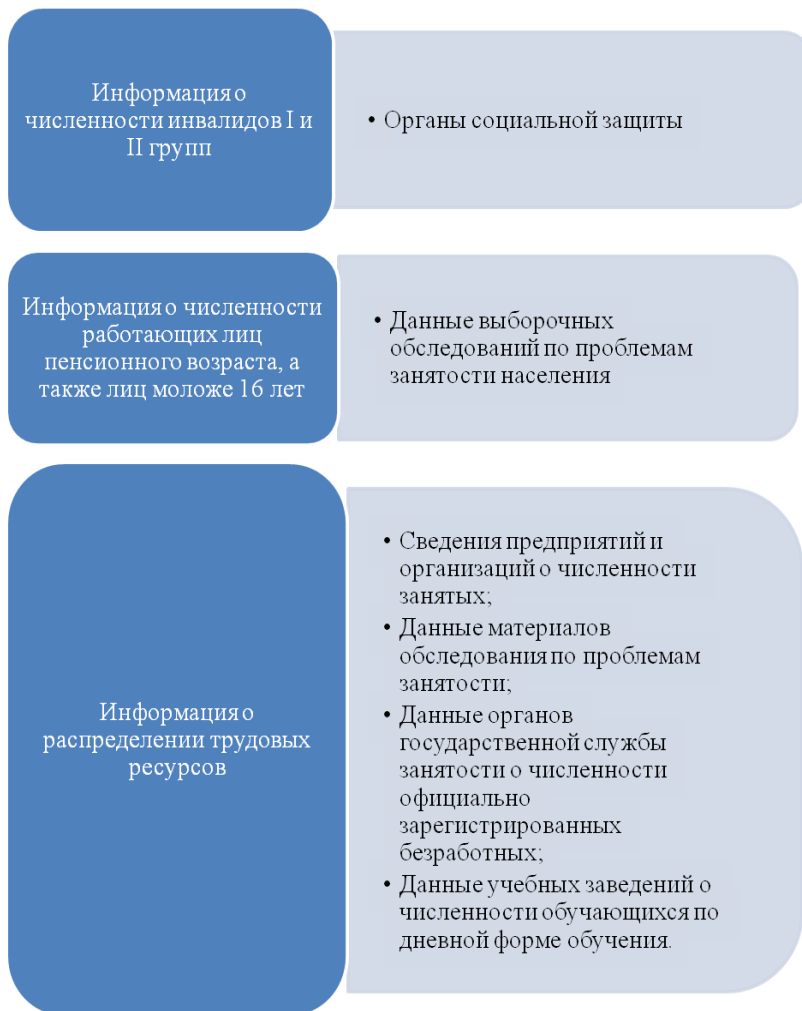 Информация о
численности инвалидов I и
II групп
• Органы социальной защиты
Информация о численности
работающих лиц
пенсионного возраста, а
также лиц моложе 16 лет
• Данные выборочных
обследований по проблемам
занятости населения
Информация о
распределении трудовых
ресурсов
• Сведения предприятий и
организаций о численности
занятых;
• Данные материалов
обследования по проблемам
занятости;
• Данные органов
государственной службы
занятости о численности
официально
зарегистрированных
безработных;
• Данные учебных заведений о
численности обучающихся по
дневной форме обучения.